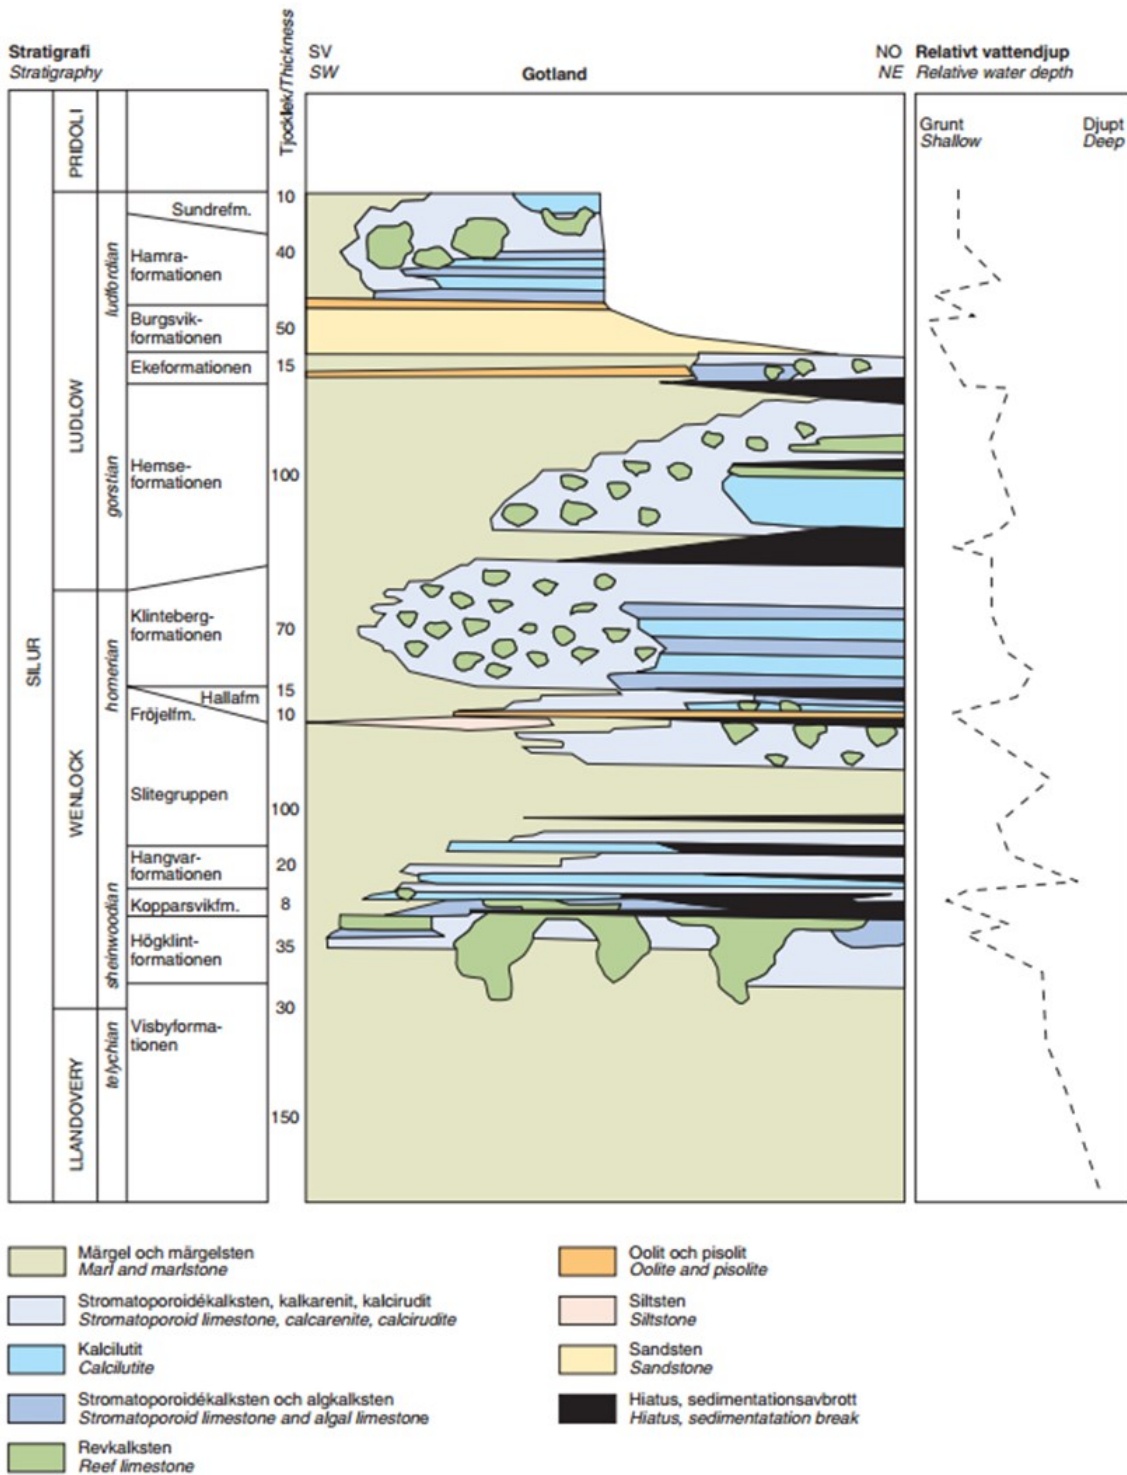 Stratigrafi
Stratigraphy
Tjocklek/Thickness
SV
SW
Gotland
NO
NE
Relativt vattendjup
Relative water depth
Grunt
Shallow
Djupt
Deep
SILUR
PRIDOLI
LUDLOW
WENLOCK
LLANDOVERY
ludfordian
gorstian
homerian
sheinwoodian
telychian
Sundrefm.
Hamra-
formationen
Burgsvik-
formationen
Ekeformationen
Hemse-
formationen
Klinteberg-
formationen
Hallafm
Fröjelfm.
Slitegruppen
Hangvar-
formationen
Kopparsvikfm.
Högklint-
formationen
Visbyforma-
tionen
10
40
50
15
100
70
15
10
100
20
8
35
30
150
Märgel och märgelsten
Marl and marlstone
Stromatoporoidékalksten, kalkarenit, kalcirudit
Stromatoporoid limestone, calcarenite, calcirudite
Kalcilutit
Calcilutite
Stromatoporoidékalksten och algkalksten
Stromatoporoid limestone and algal limestone
Revkalksten
Reef limestone
Oolit och pisolit
Oolite and pisolite
Siltsten
Siltstone
Sandsten
Sandstone
Hiatus, sedimentationsavbrott
Hiatus, sedimentatation break